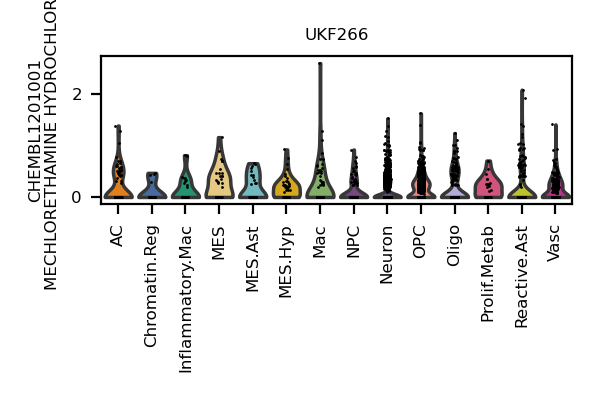 UKF266
CHEMBL1201001
MECHLORETHAMINE HYDROCHLOR
2
0
AC
Chromatin.Reg
Inflammatory.Mac
MES
MES.Ast
MES.Hyp
Mac
NPC
Neuron
OPC
Oligo
Prolif.Metab
Reactive.Ast
Vasc